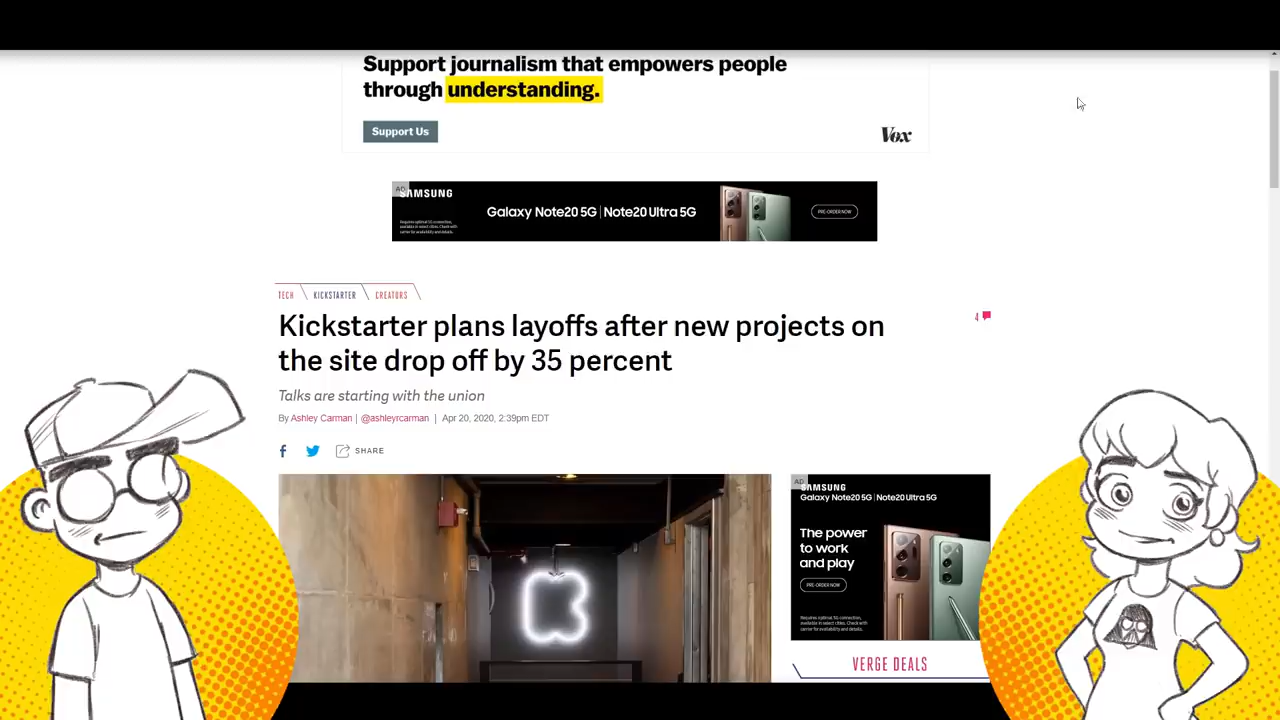 Support journalism that empowers people
through understanding.
Support Us
Vox
AD
SAMSUNG
Galaxy Note20 5G | Note20 Ultra 5G
PRE-ORDER NOW
TECH
KICKSTARTER
CREATORS
Kickstarter plans layoffs after new projects on
the site drop off by 35 percent
4
Talks are starting with the union
By Ashley Carman | @ashleyrcarman | Apr 20, 2020, 2:39pm EDT
SHARE
AD
SAMSUNG
Galaxy Note20 5G | Note20 Ultra 5G
The power
to work
and play
PRE-ORDER NOW
VERGE DEALS